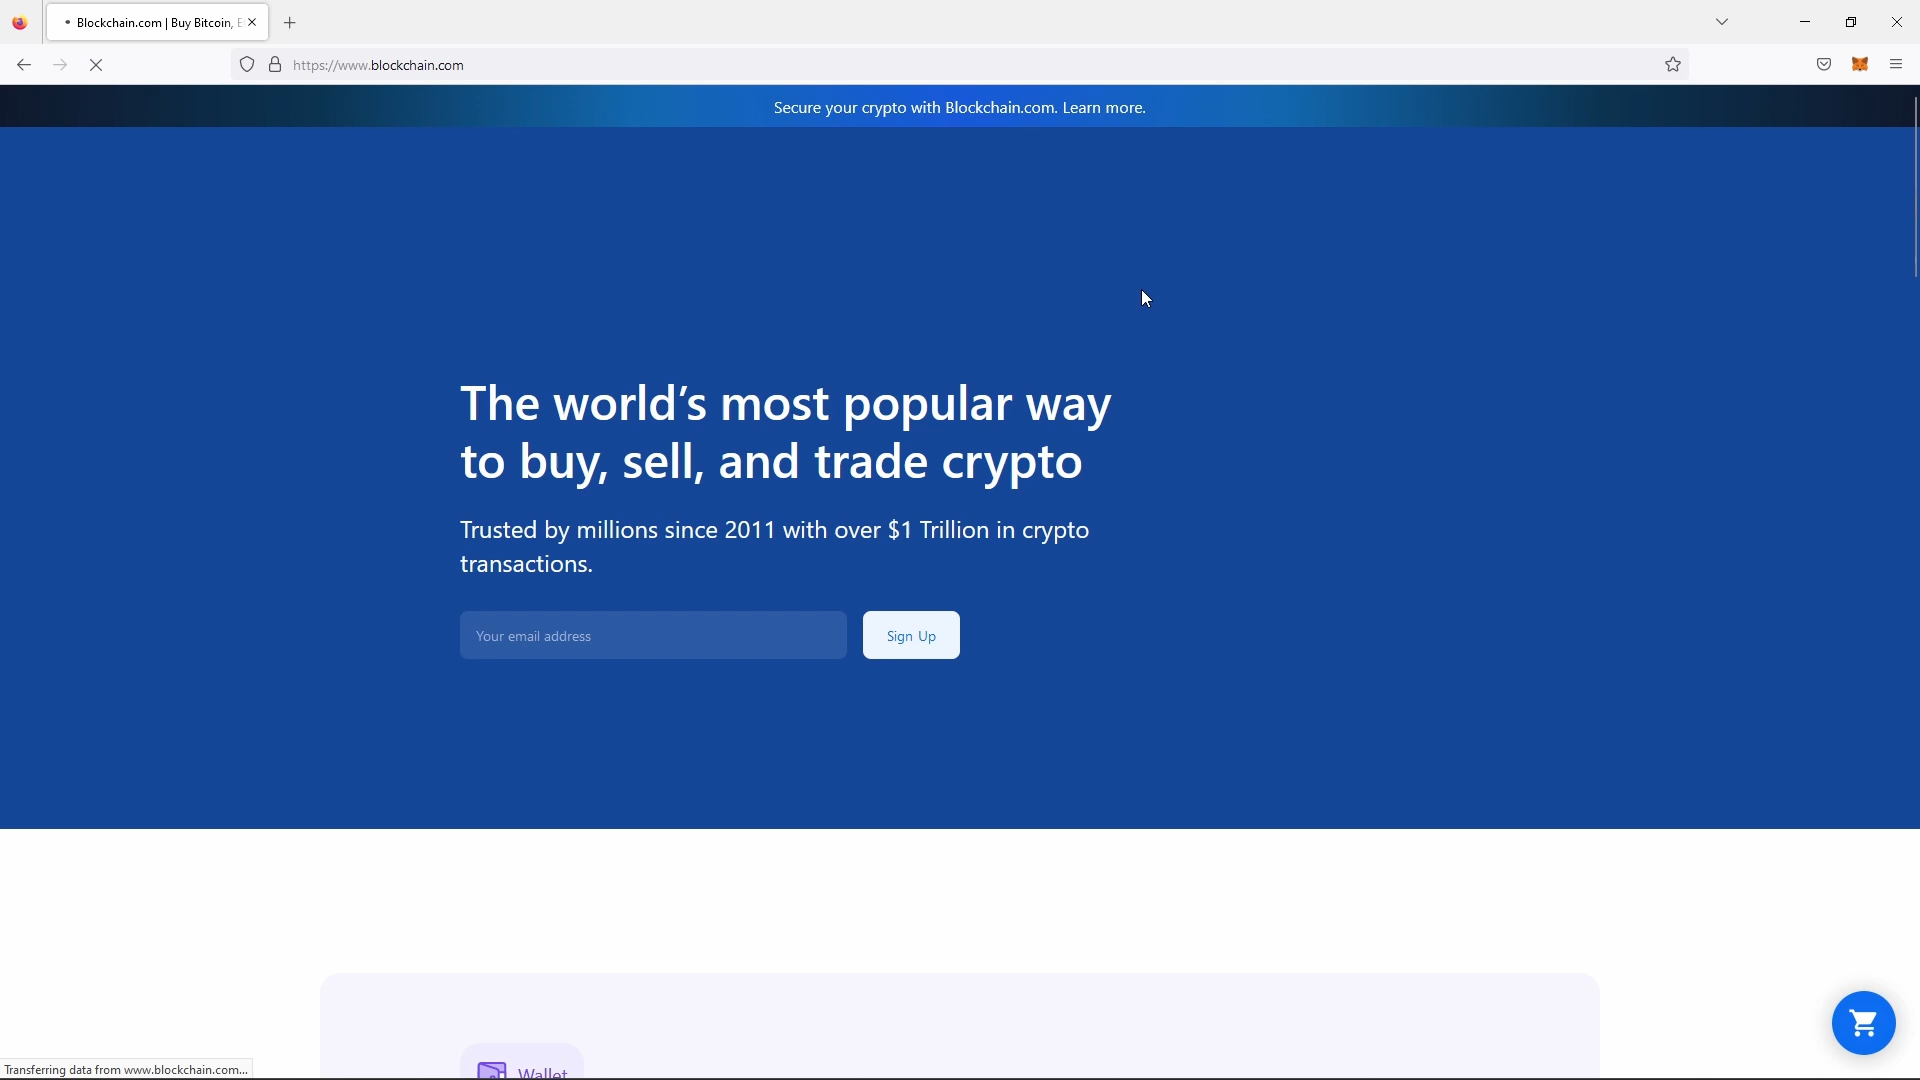 Blockchain.com | Buy Bitcoin, E
https://www.blockchain.com
Secure your crypto with Blockchain.com. Learn more.
The world’s most popular way
to buy, sell, and trade crypto
Trusted by millions since 2011 with over $1 Trillion in crypto
transactions.
Your email address
Sign Up
Wallet
Transferring data from www.blockchain.com...